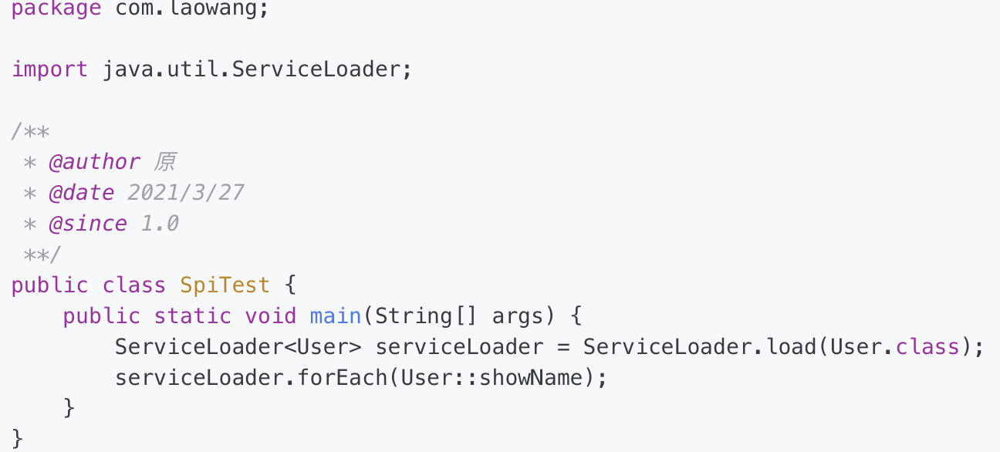 package com.laowang;
import java.util.ServiceLoader;
/**
 * @author 原
 * @date 2021/3/27
 * @since 1.0
 **/
public class SpiTest {
    public static void main(String[] args) {
        ServiceLoader<User> serviceLoader = ServiceLoader.load(User.class);
        serviceLoader.forEach(User::showName);
    }
}